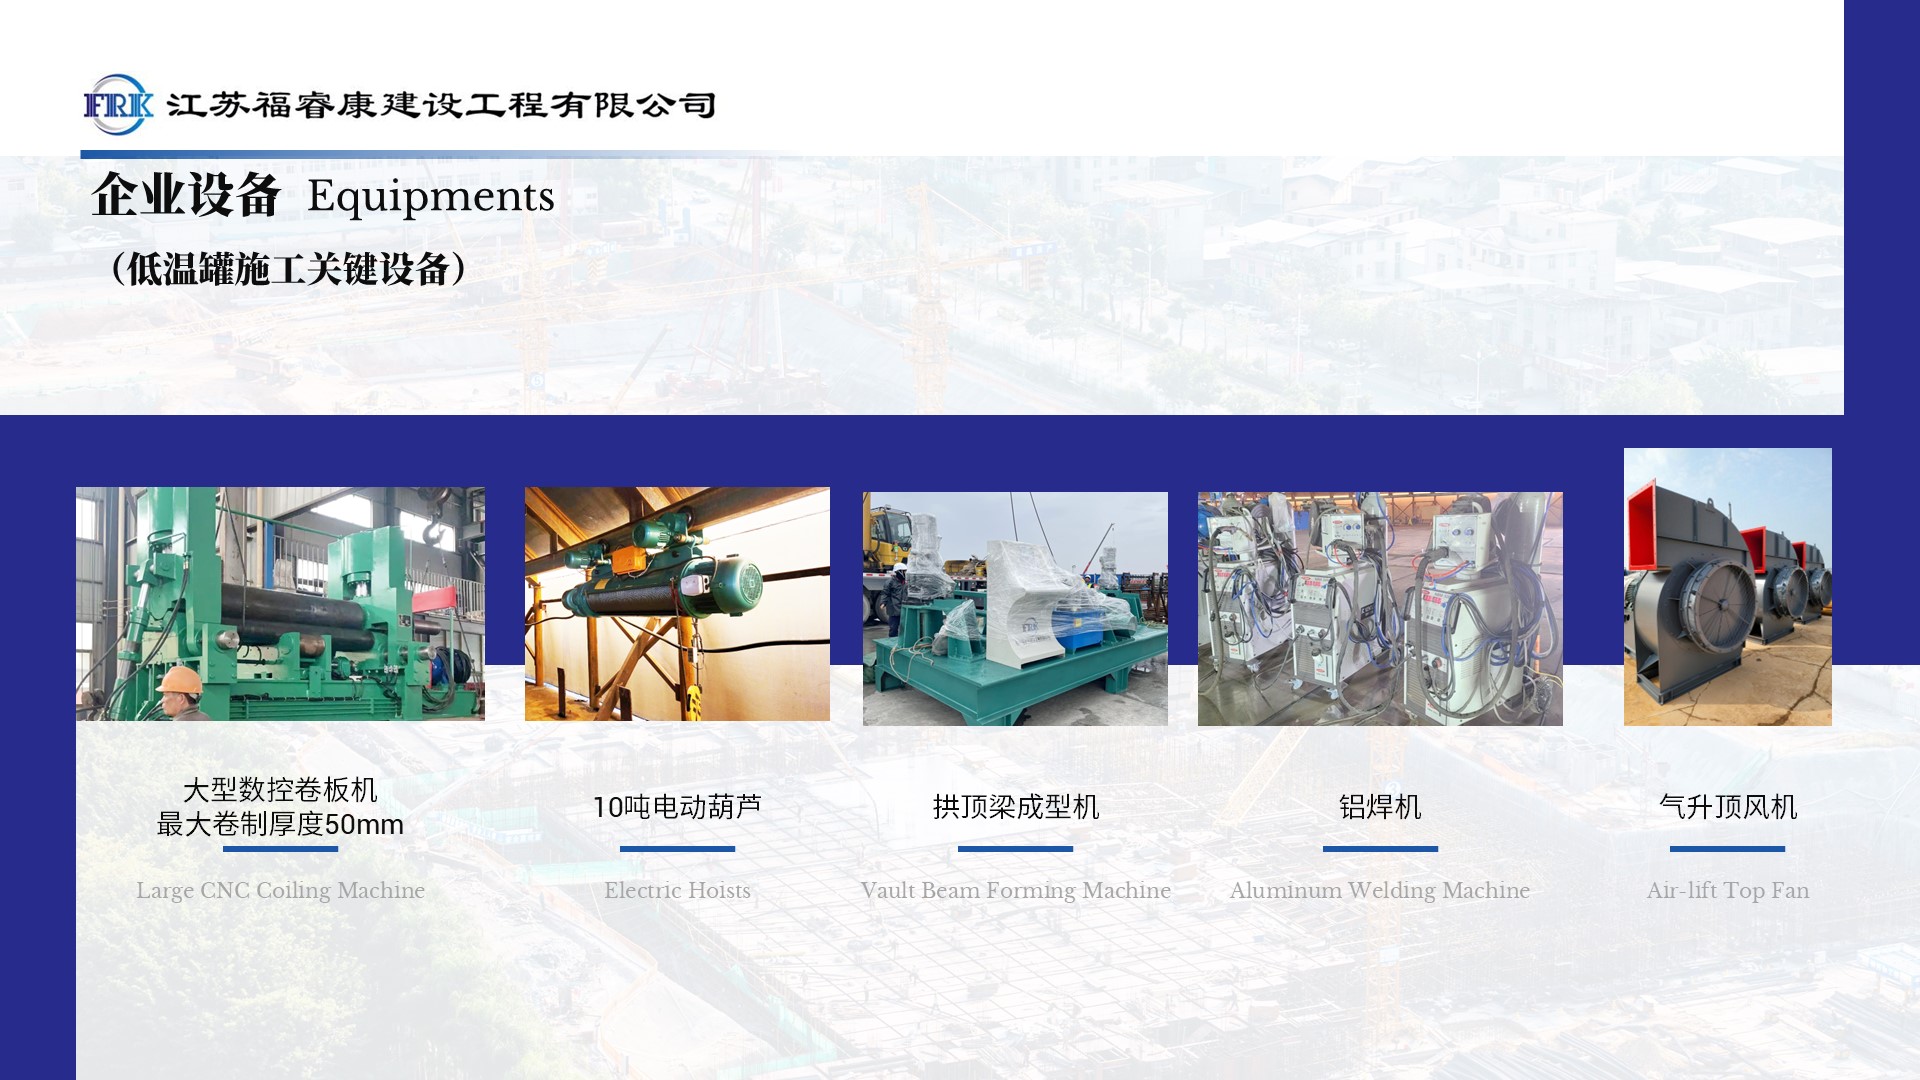 FRK 江苏福睿康建设工程有限公司
企业设备 Equipments
（低温罐施工关键设备）
大型数控卷板机
最大卷制厚度50mm
Large CNC Coiling Machine
10吨电动葫芦
Electric Hoists
拱顶梁成型机
Vault Beam Forming Machine
铝焊机
Aluminum Welding Machine
气升顶风机
Air-lift Top Fan